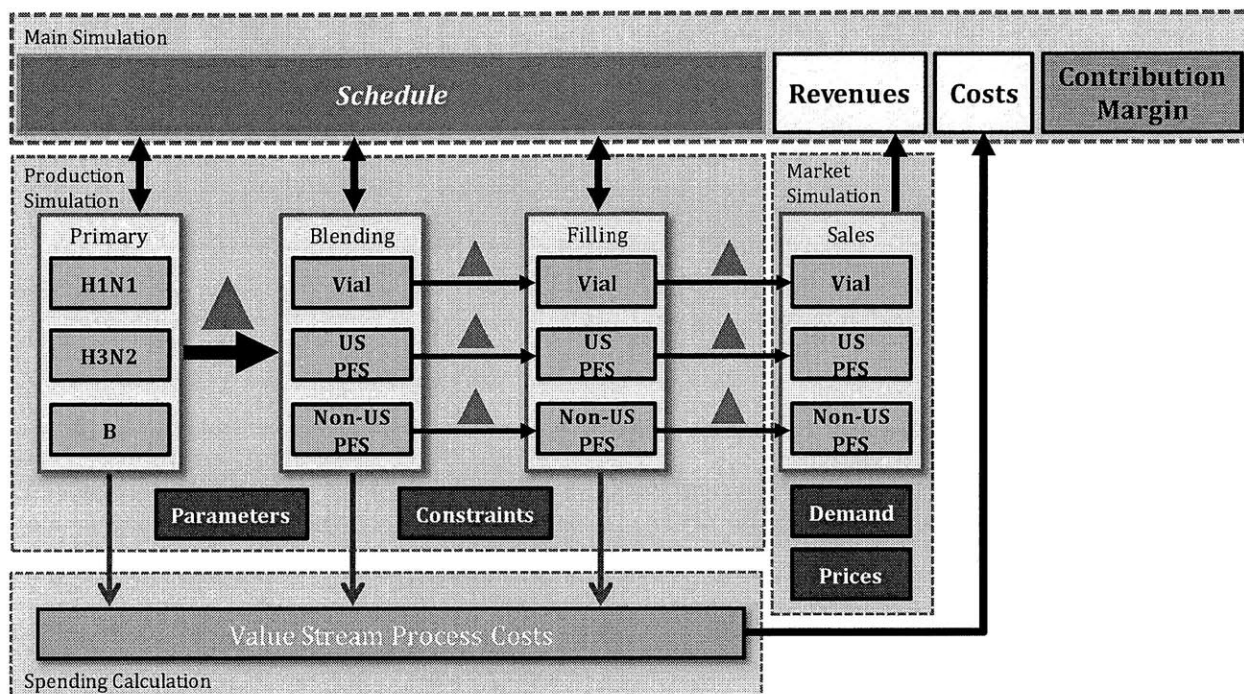 Main Simulation
Schedule
Revenues
Costs
Contribution
Margin
Production
Simulation
Market
Simulation
Primary
H1N1
H3N2
B
Blending
Vial
US
PFS
Non-US
PFS
Filling
Vial
US
PFS
Non-US
PFS
Sales
Vial
US
PFS
Non-US
PFS
Parameters
Constraints
Demand
Prices
Value Stream Process Costs
Spending Calculation